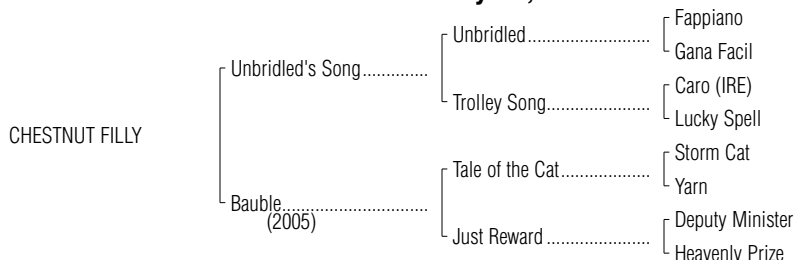 Fappiano
Unbridled..............................
Gana Facil
Unbridled's Song...............
Caro (IRE)
Trolley Song.........................
Lucky Spell
CHESTNUT FILLY
Storm Cat
Tale of the Cat......................
Yarn
Bauble...................................
(2005)
Deputy Minister
Just Reward .........................
Heavenly Prize